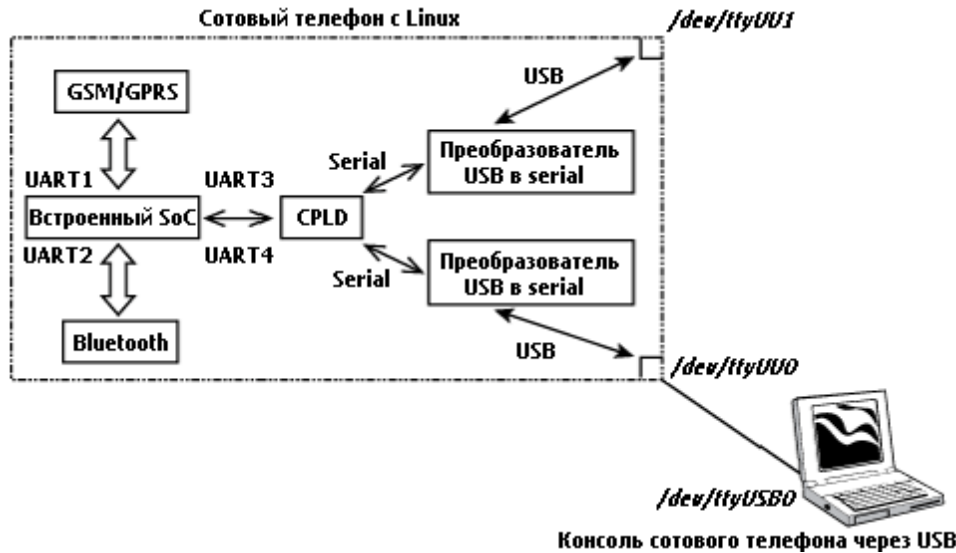 Сотовый телефон с Linux
/dev/ttyUU1
USB
GSM/GPRS
Serial
Преобразователь
USB в serial
UART1
UART3
Встроенный SoC
CPLD
UART2
UART4
Serial
Преобразователь
USB в serial
Bluetooth
USB
/dev/ttyUU0
/dev/ttyUSB0
Консоль сотового телефона через USB